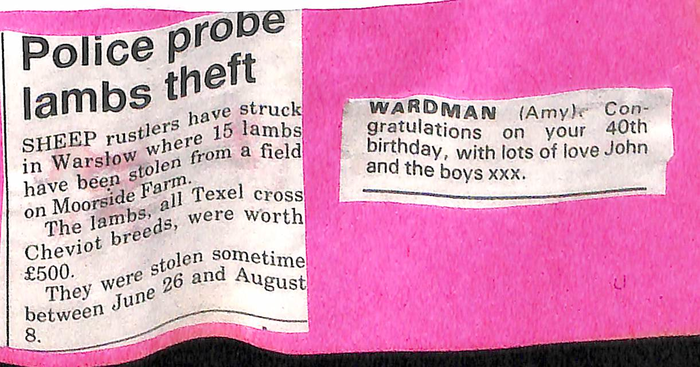 Police probe
lambs theft
SHEEP rustlers have struck
in Warslow where 15 lambs
have been stolen from a field
on Moorside Farm.
The lambs, all Texel cross
Cheviot breeds, were worth
£500.
They were stolen sometime
between June 26 and August
8.
WARDMAN (Amy). Con-
gratulations on your 40th
birthday, with lots of love John
and the boys xxx.